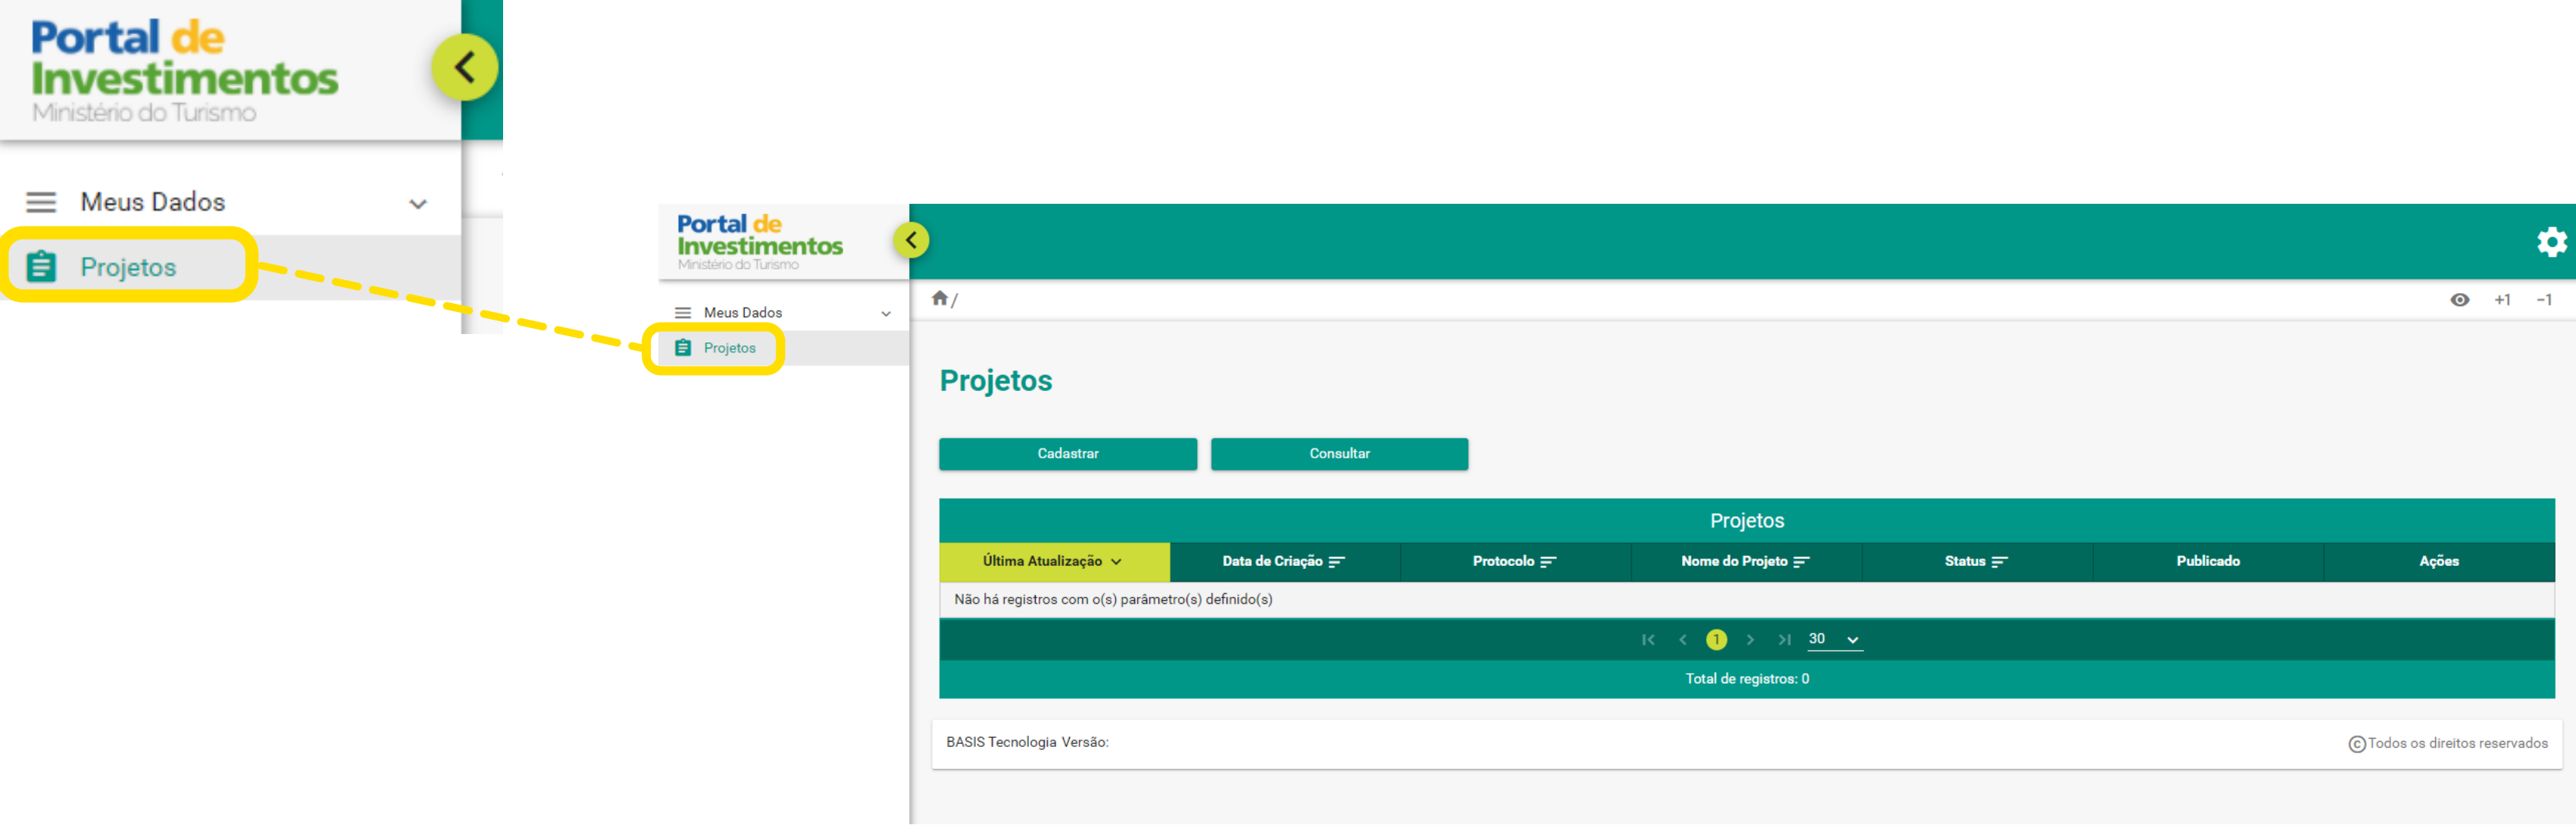 Portal de
Investimentos
Ministério do Turismo
Meus Dados
Projetos
Portal de
Investimentos
Ministério do Turismo
Meus Dados
Projetos
/
+1 -1
Projetos
Cadastrar Consultar
Projetos
Última Atualização Data de Criação Protocolo Nome do Projeto Status Publicado Ações
Não há registros com o(s) parâmetro(s) definido(s)
1 30
Total de registros: 0
BASIS Tecnologia Versão: ©Todos os direitos reservados